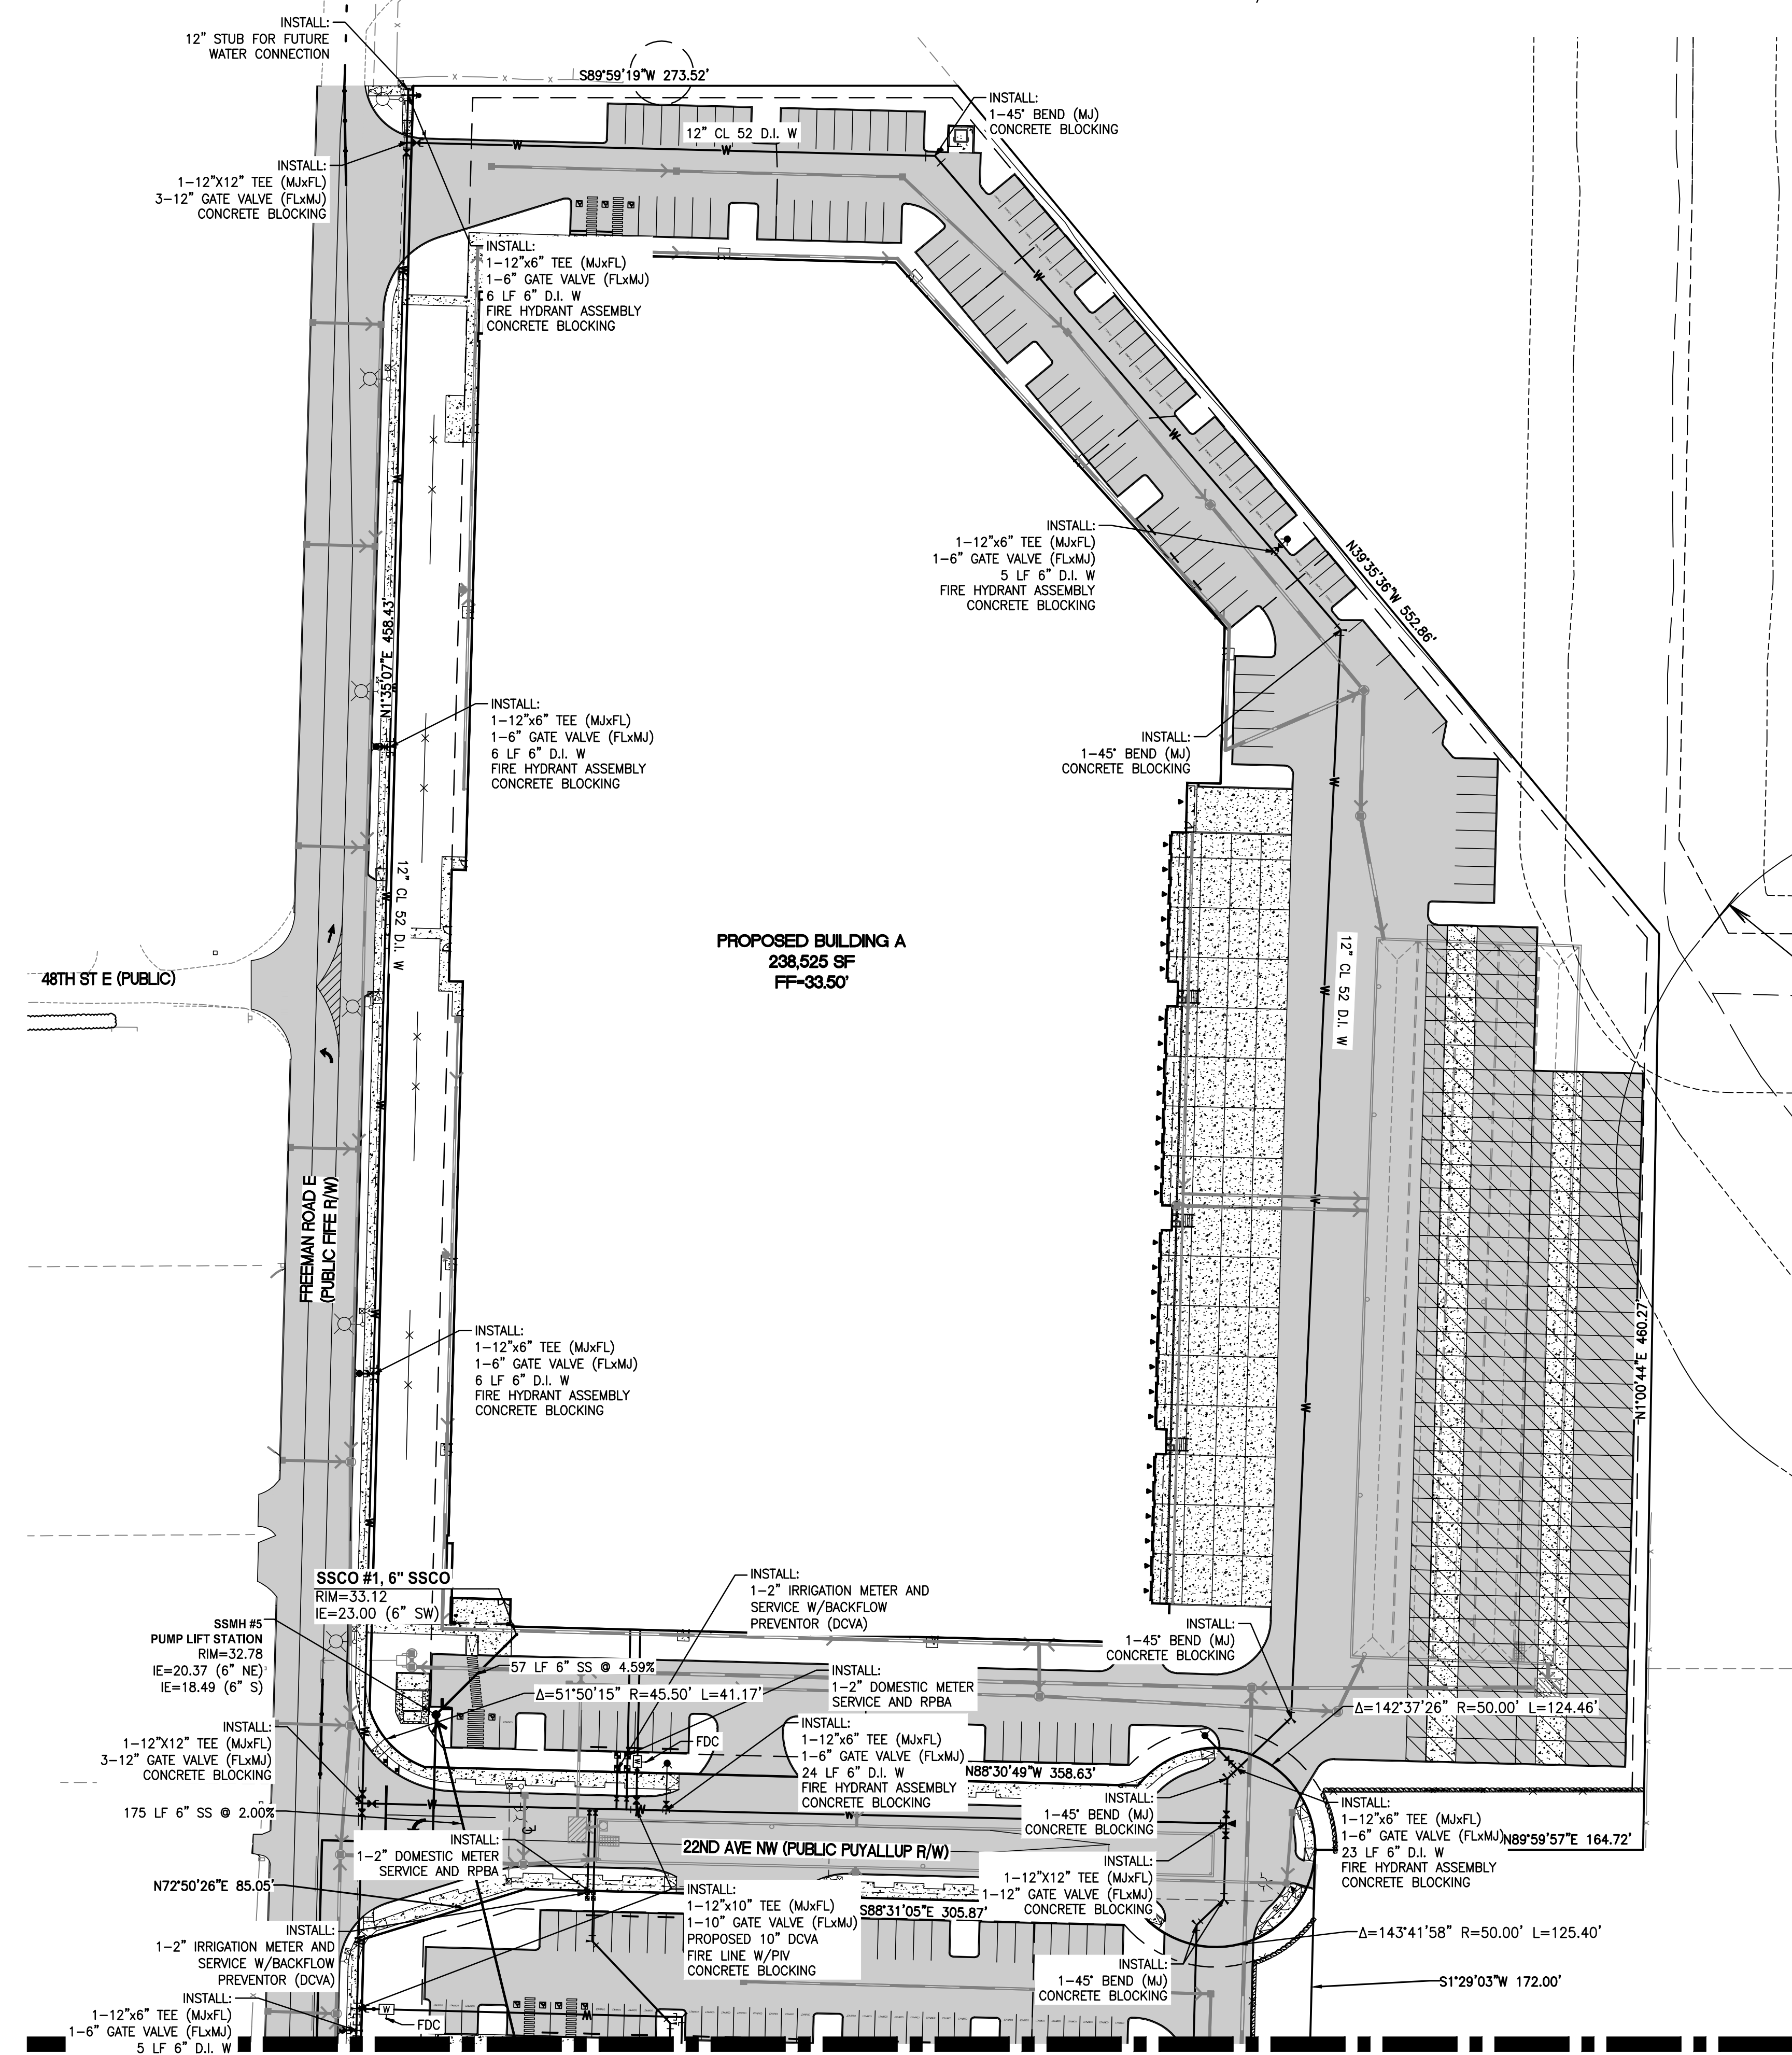 INSTALL:
12" STUB FOR FUTURE
WATER CONNECTION
S89°59'19"W 273.52'
INSTALL:
1-45° BEND (MJ)
CONCRETE BLOCKING
12" CL 52 D.I. W
INSTALL:
1-12"X12" TEE (MJxFL)
3-12" GATE VALVE (FLxMJ)
CONCRETE BLOCKING
INSTALL:
1-12"x6" TEE (MJxFL)
1-6" GATE VALVE (FLxMJ)
6 LF 6" D.I. W
FIRE HYDRANT ASSEMBLY
CONCRETE BLOCKING
INSTALL:
1-12"x6" TEE (MJxFL)
1-6" GATE VALVE (FLxMJ)
5 LF 6" D.I. W
FIRE HYDRANT ASSEMBLY
CONCRETE BLOCKING
N39°35'36"W 552.86'
N1°35'07"E 458.43'
INSTALL:
1-12"x6" TEE (MJxFL)
1-6" GATE VALVE (FLxMJ)
6 LF 6" D.I. W
FIRE HYDRANT ASSEMBLY
CONCRETE BLOCKING
INSTALL:
1-45° BEND (MJ)
CONCRETE BLOCKING
12" CL 52 D.I. W
PROPOSED BUILDING A
238,525 SF
FF=33.50'
12" CL 52 D.I. W
48TH ST E (PUBLIC)
FREEMAN ROAD E
(PUBLIC FIFE R/W)
INSTALL:
1-12"x6" TEE (MJxFL)
1-6" GATE VALVE (FLxMJ)
6 LF 6" D.I. W
FIRE HYDRANT ASSEMBLY
CONCRETE BLOCKING
N1°00'44"E 460.27'
SSCO #1, 6" SSCO
RIM=33.12
IE=23.00 (6" SW)
INSTALL:
1-2" IRRIGATION METER AND
SERVICE W/BACKFLOW
PREVENTOR (DCVA)
SSMH #5
PUMP LIFT STATION
RIM=32.78
IE=20.37 (6" NE)
IE=18.49 (6" S)
INSTALL:
1-45° BEND (MJ)
CONCRETE BLOCKING
57 LF 6" SS @ 4.59%
INSTALL:
1-2" DOMESTIC METER
SERVICE AND RPBA
Δ=51°50'15" R=45.50' L=41.17'
Δ=142°37'26" R=50.00' L=124.46'
INSTALL:
1-12"X12" TEE (MJxFL)
3-12" GATE VALVE (FLxMJ)
CONCRETE BLOCKING
FDC
INSTALL:
1-12"x6" TEE (MJxFL)
1-6" GATE VALVE (FLxMJ)
24 LF 6" D.I. W
FIRE HYDRANT ASSEMBLY
CONCRETE BLOCKING
N88°30'49"W 358.63'
INSTALL:
1-45° BEND (MJ)
CONCRETE BLOCKING
INSTALL:
1-12"x6" TEE (MJxFL)
1-6" GATE VALVE (FLxMJ)
23 LF 6" D.I. W
FIRE HYDRANT ASSEMBLY
CONCRETE BLOCKING
N89°59'57"E 164.72'
175 LF 6" SS @ 2.00%
INSTALL:
1-2" DOMESTIC METER
SERVICE AND RPBA
22ND AVE NW (PUBLIC PUYALLUP R/W)
INSTALL:
1-12"X12" TEE (MJxFL)
1-12" GATE VALVE (FLxMJ)
CONCRETE BLOCKING
N72°50'26"E 85.05'
INSTALL:
1-12"x10" TEE (MJxFL)
1-10" GATE VALVE (FLxMJ)
PROPOSED 10" DCVA
FIRE LINE W/PIV
CONCRETE BLOCKING
S88°31'05"E 305.87'
INSTALL:
1-2" IRRIGATION METER AND
SERVICE W/BACKFLOW
PREVENTOR (DCVA)
Δ=143°41'58" R=50.00' L=125.40'
INSTALL:
1-45° BEND (MJ)
CONCRETE BLOCKING
S1°29'03"W 172.00'
INSTALL:
1-12"x6" TEE (MJxFL)
1-6" GATE VALVE (FLxMJ)
5 LF 6" D.I. W
FDC